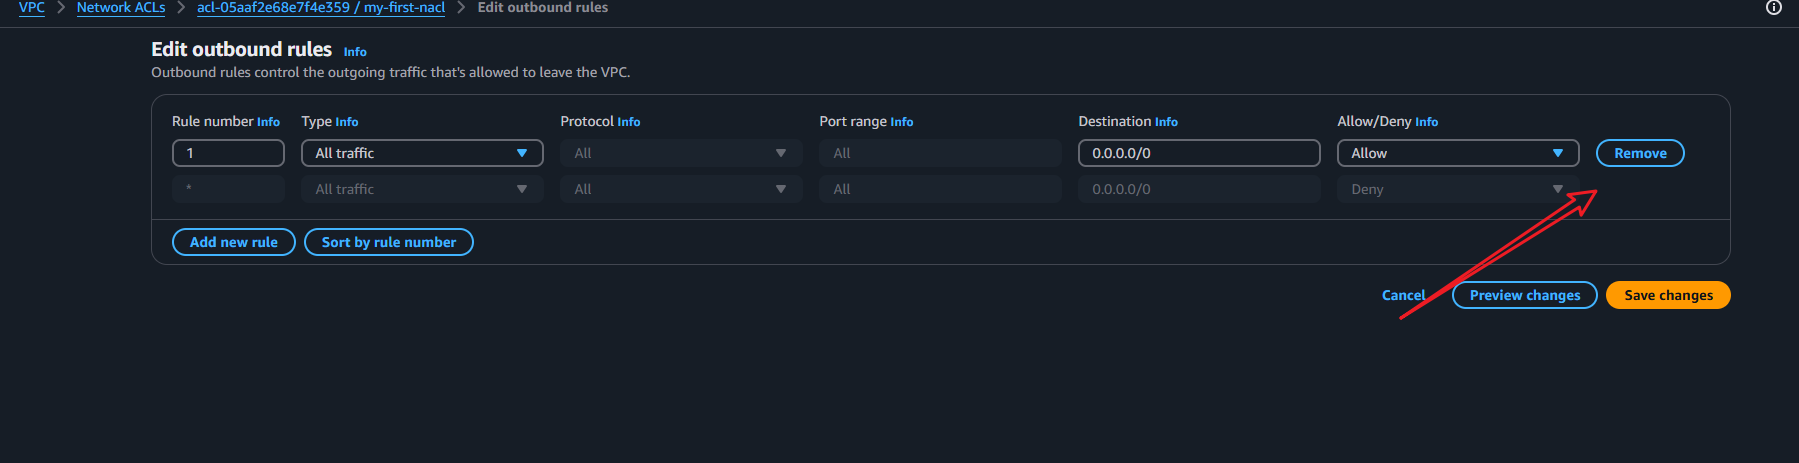 VPC > Network ACLs > acl-05aaf2e68e7f4e359 / my-first-nacl > Edit outbound rules
Edit outbound rules Info
Outbound rules control the outgoing traffic that's allowed to leave the VPC.
Rule number Info Type Info Protocol Info Port range Info Destination Info Allow/Deny Info
1 All traffic All All 0.0.0.0/0 Allow Remove
* All traffic All All 0.0.0.0/0 Deny
Add new rule Sort by rule number
Cancel Preview changes Save changes